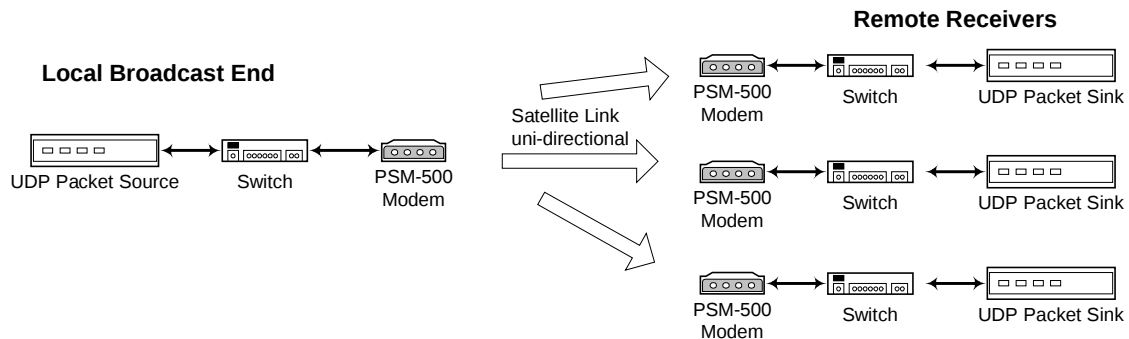 Remote Receivers
Local Broadcast End
UDP Packet Source
Switch
PSM-500
Modem
Satellite Link
uni-directional
PSM-500
Modem
Switch
UDP Packet Sink
PSM-500
Modem
Switch
UDP Packet Sink
PSM-500
Modem
Switch
UDP Packet Sink